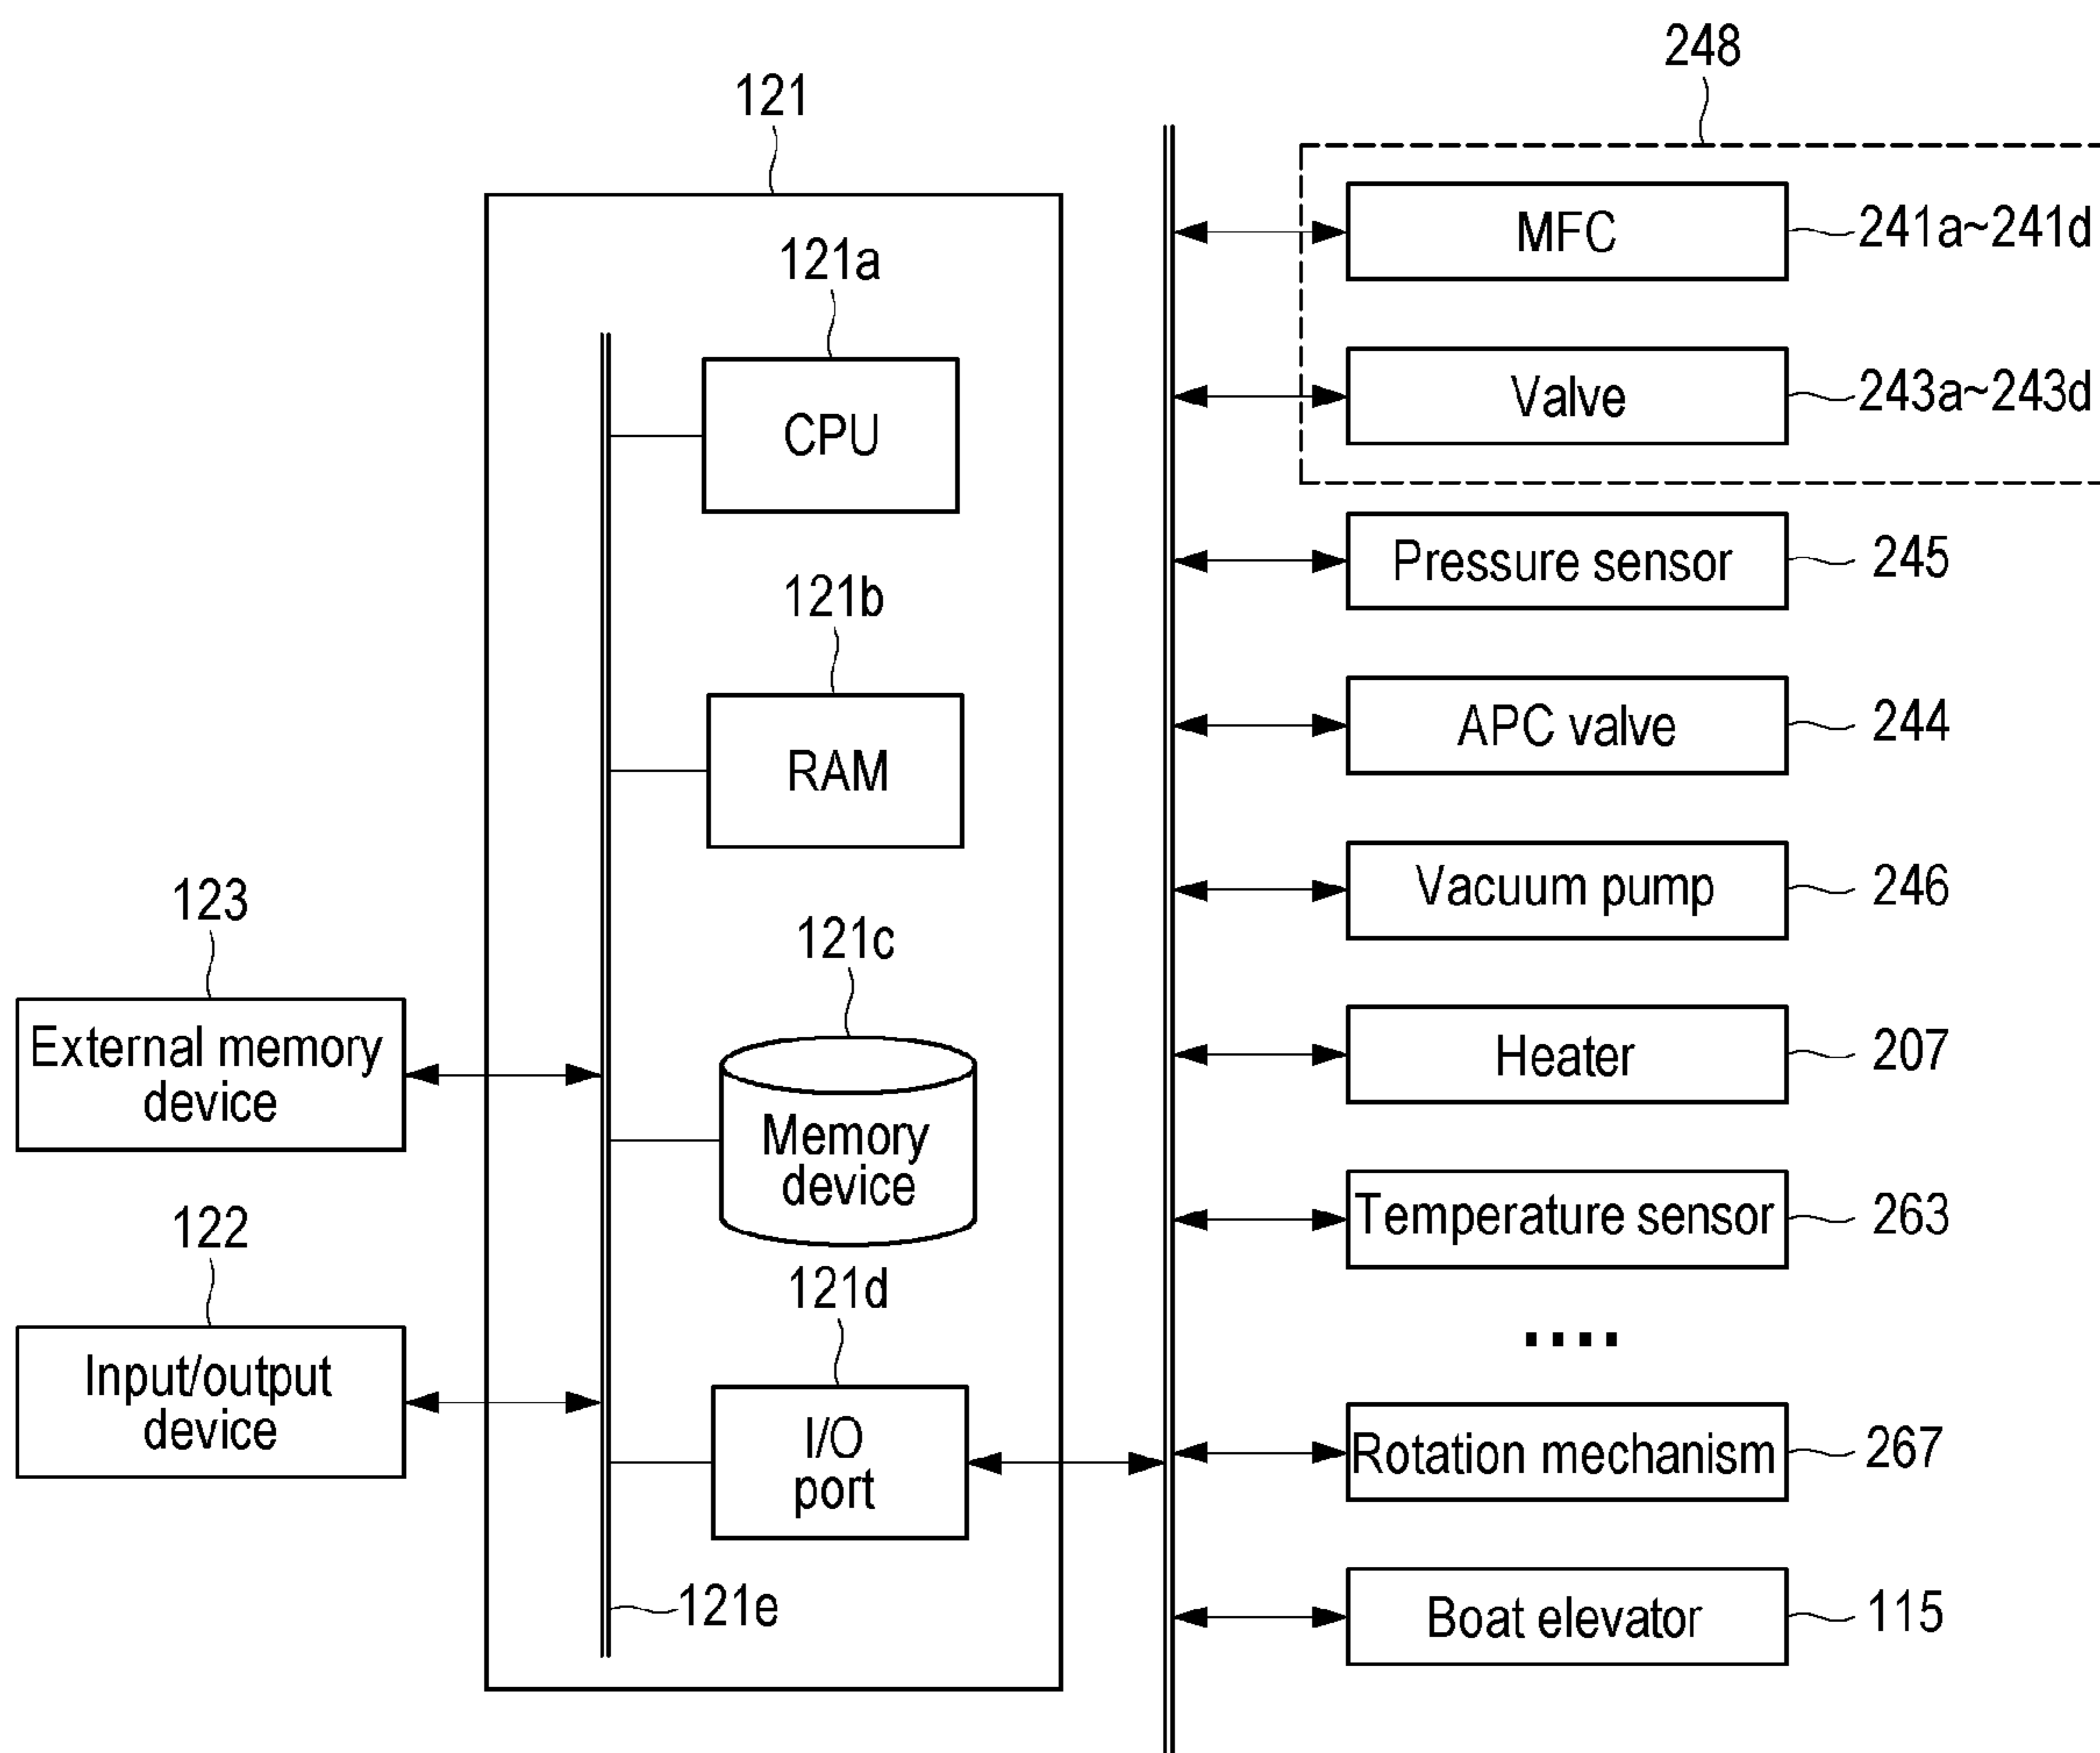 248
121
MFC
241a~241d
121a
CPU
Valve
243a~243d
Pressure sensor
245
121b
RAM
APC valve
244
123
External memory
device
121c
Memory
device
Vacuum pump
246
Heater
207
122
Input/output
device
121d
I/O
port
Temperature sensor
263
....
Rotation mechanism
267
121e
Boat elevator
115